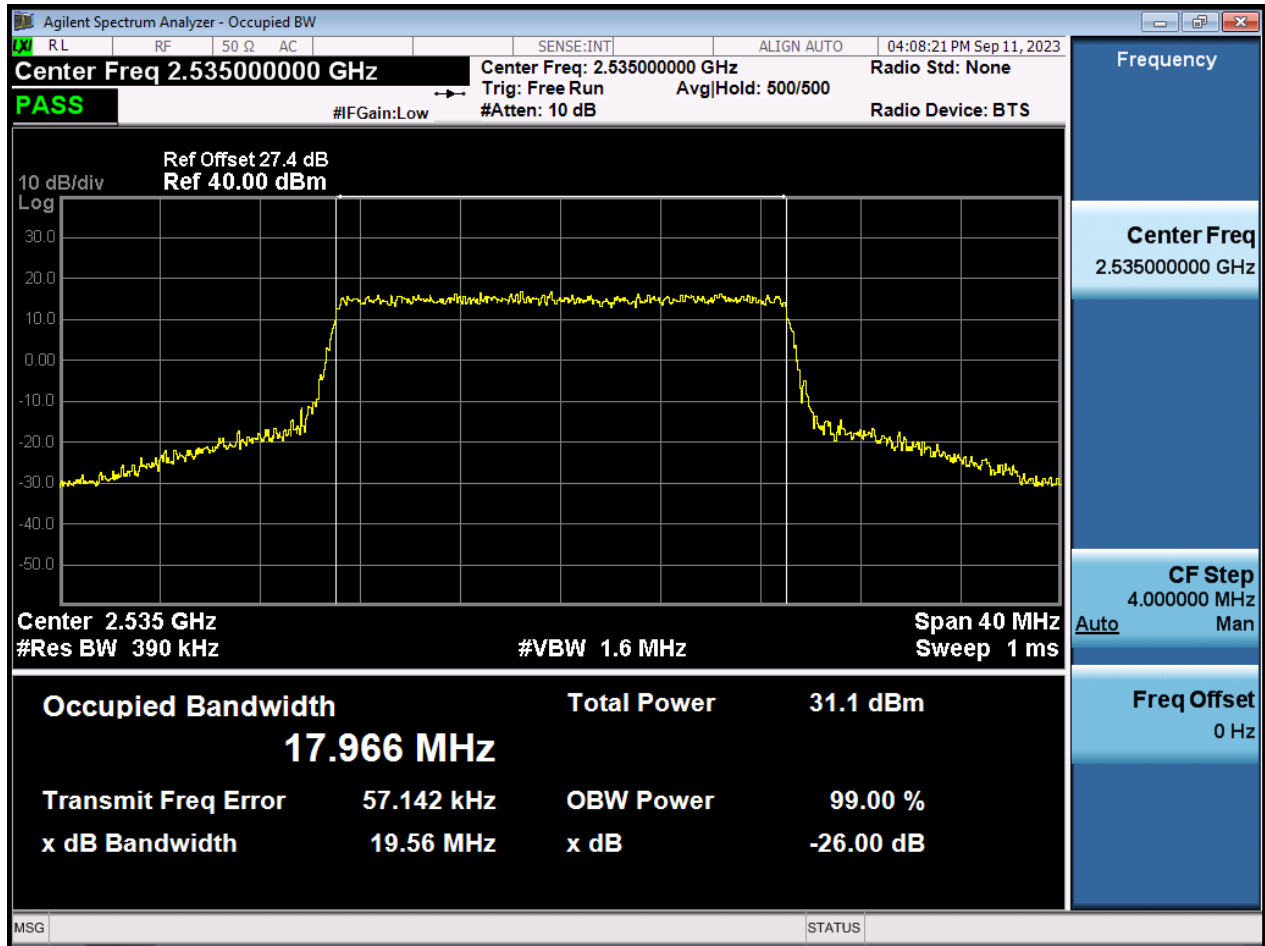 Agilent Spectrum Analyzer - Occupied BW
LXI RL RF 50 Ω AC SENSE:INT ALIGN AUTO 04:08:21 PM Sep 11, 2023
Center Freq 2.535000000 GHz
Center Freq: 2.535000000 GHz
Radio Std: None
Trig: Free Run
Avg|Hold: 500/500
PASS
#IFGain:Low
#Atten: 10 dB
Radio Device: BTS
Ref Offset 27.4 dB
10 dB/div
Ref 40.00 dBm
Log
30.0
20.0
10.0
0.00
-10.0
-20.0
-30.0
-40.0
-50.0
Center 2.535 GHz
Span 40 MHz
#Res BW 390 kHz
#VBW 1.6 MHz
Sweep 1 ms
Occupied Bandwidth
17.966 MHz
Total Power 31.1 dBm
Transmit Freq Error 57.142 kHz
OBW Power 99.00 %
x dB Bandwidth 19.56 MHz
x dB -26.00 dB
Frequency
Center Freq
2.535000000 GHz
CF Step
4.000000 MHz
Auto Man
Freq Offset
0 Hz
MSG
STATUS